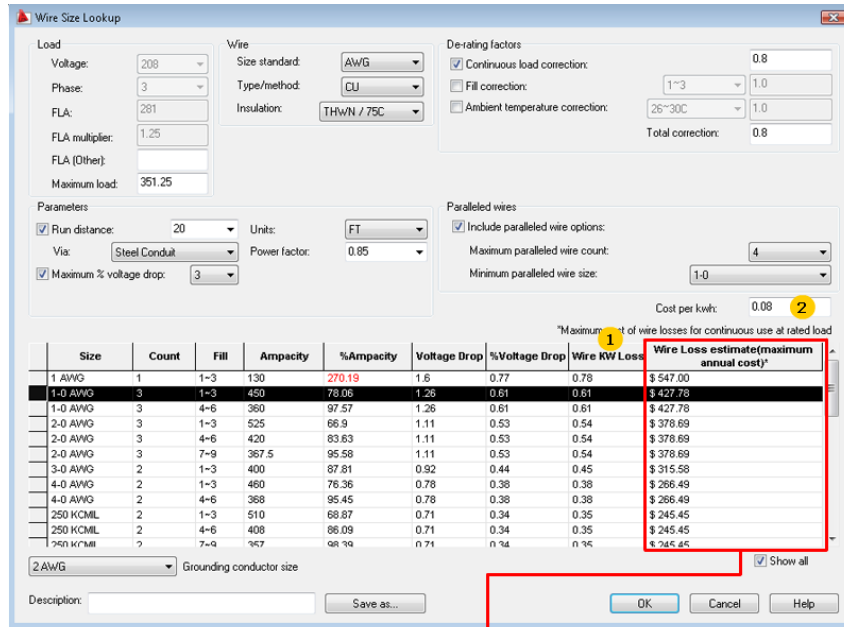 Wire Size Lookup
Load
Voltage: 208
Phase: 3
FLA: 281
FLA multiplier: 1.25
FLA (Other):
Maximum load: 351.25
Wire
Size standard: AWG
Type/method: CU
Insulation: THWN / 75C
De-rating factors
Continuous load correction: 0.8
Fill correction: 1~3 1.0
Ambient temperature correction: 26~30C 1.0
Total correction: 0.8
Parameters
Run distance: 20 Units: FT
Via: Steel Conduit Power factor: 0.85
Maximum % voltage drop: 3
Paralleled wires
Include paralleled wire options:
Maximum paralleled wire count: 4
Minimum paralleled wire size: 1-0
Cost per kwh: 0.08 2
*Maximum of wire losses for continuous use at rated load
1
Size Count Fill Ampacity %Ampacity Voltage Drop %Voltage Drop Wire KW Loss Wire Loss estimate(maximum annual cost)*
1 AWG 1 1~3 130 270.19 1.6 0.77 0.78 $ 547.00
1-0 AWG 3 1~3 450 78.06 1.26 0.61 0.61 $ 427.78
1-0 AWG 3 4~6 360 97.57 1.26 0.61 0.61 $ 427.78
2-0 AWG 3 1~3 525 66.9 1.11 0.53 0.54 $ 378.69
2-0 AWG 3 4~6 420 83.63 1.11 0.53 0.54 $ 378.69
2-0 AWG 3 7~9 367.5 95.58 1.11 0.53 0.54 $ 378.69
3-0 AWG 2 1~3 400 87.81 0.92 0.44 0.45 $ 315.58
4-0 AWG 2 1~3 460 76.36 0.78 0.38 0.38 $ 266.49
4-0 AWG 2 4~6 368 95.45 0.78 0.38 0.38 $ 266.49
250 KCMIL 2 1~3 510 68.87 0.71 0.34 0.35 $ 245.45
250 KCMIL 2 4~6 408 86.09 0.71 0.34 0.35 $ 245.45
250 KCMIL 2 7~9 357 98.39 0.71 0.34 0.35 $ 245.45
2 AWG Grounding conductor size
Show all
Description: Save as... OK Cancel Help